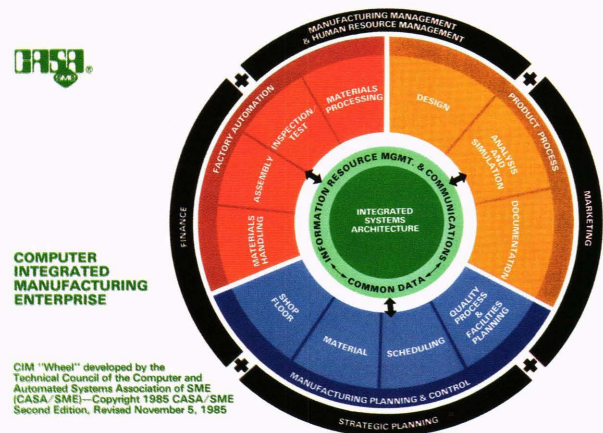 CASA
SME
®
COMPUTER
INTEGRATED
MANUFACTURING
ENTERPRISE
CIM "Wheel" developed by the
Technical Council of the Computer and
Automated Systems Association of SME
(CASA/SME)—Copyright 1985 CASA/SME
Second Edition, Revised November 5, 1985
MANUFACTURING MANAGEMENT
& HUMAN RESOURCE MANAGEMENT
MARKETING
STRATEGIC PLANNING
FINANCE
FACTORY AUTOMATION
MATERIALS
HANDLING
ASSEMBLY
INSPECTION/
TEST
MATERIALS
PROCESSING
PRODUCT PROCESS
DESIGN
ANALYSIS
AND
SIMULATION
DOCUMENTATION
MANUFACTURING PLANNING & CONTROL
SHOP
FLOOR
MATERIAL
SCHEDULING
QUALITY
PROCESS
&
FACILITIES
PLANNING
INFORMATION RESOURCE MGMT. & COMMUNICATIONS
COMMON DATA
INTEGRATED
SYSTEMS
ARCHITECTURE